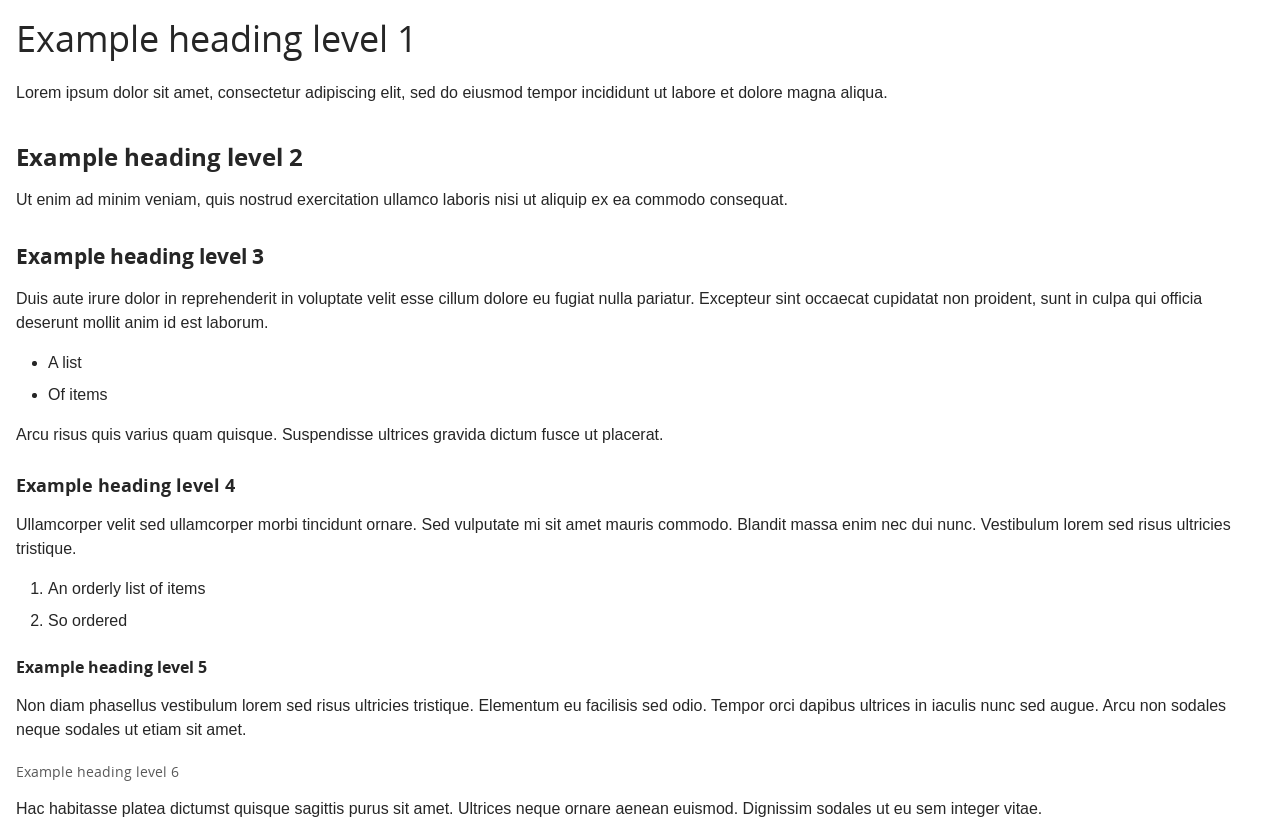 Example heading level 1
Lorem ipsum dolor sit amet, consectetur adipiscing elit, sed do eiusmod tempor incididunt ut labore et dolore magna aliqua.
Example heading level 2
Ut enim ad minim veniam, quis nostrud exercitation ullamco laboris nisi ut aliquip ex ea commodo consequat.
Example heading level 3
Duis aute irure dolor in reprehenderit in voluptate velit esse cillum dolore eu fugiat nulla pariatur. Excepteur sint occaecat cupidatat non proident, sunt in culpa qui officia
deserunt mollit anim id est laborum.
• A list
• Of items
Arcu risus quis varius quam quisque. Suspendisse ultrices gravida dictum fusce ut placerat.
Example heading level 4
Ullamcorper velit sed ullamcorper morbi tincidunt ornare. Sed vulputate mi sit amet mauris commodo. Blandit massa enim nec dui nunc. Vestibulum lorem sed risus ultricies
tristique.
1. An orderly list of items
2. So ordered
Example heading level 5
Non diam phasellus vestibulum lorem sed risus ultricies tristique. Elementum eu facilisis sed odio. Tempor orci dapibus ultrices in iaculis nunc sed augue. Arcu non sodales
neque sodales ut etiam sit amet.
Example heading level 6
Hac habitasse platea dictumst quisque sagittis purus sit amet. Ultrices neque ornare aenean euismod. Dignissim sodales ut eu sem integer vitae.